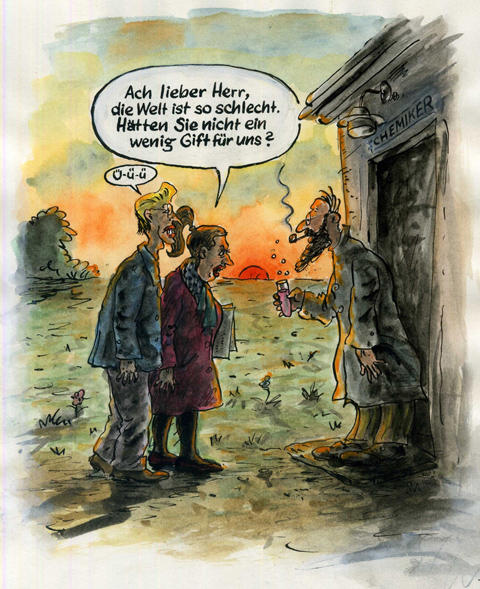 Ach lieber Herr,
die Welt ist so schlecht.
Hätten Sie nicht ein
wenig Gift für uns?
Ü-ü-ü
CHEMIKER